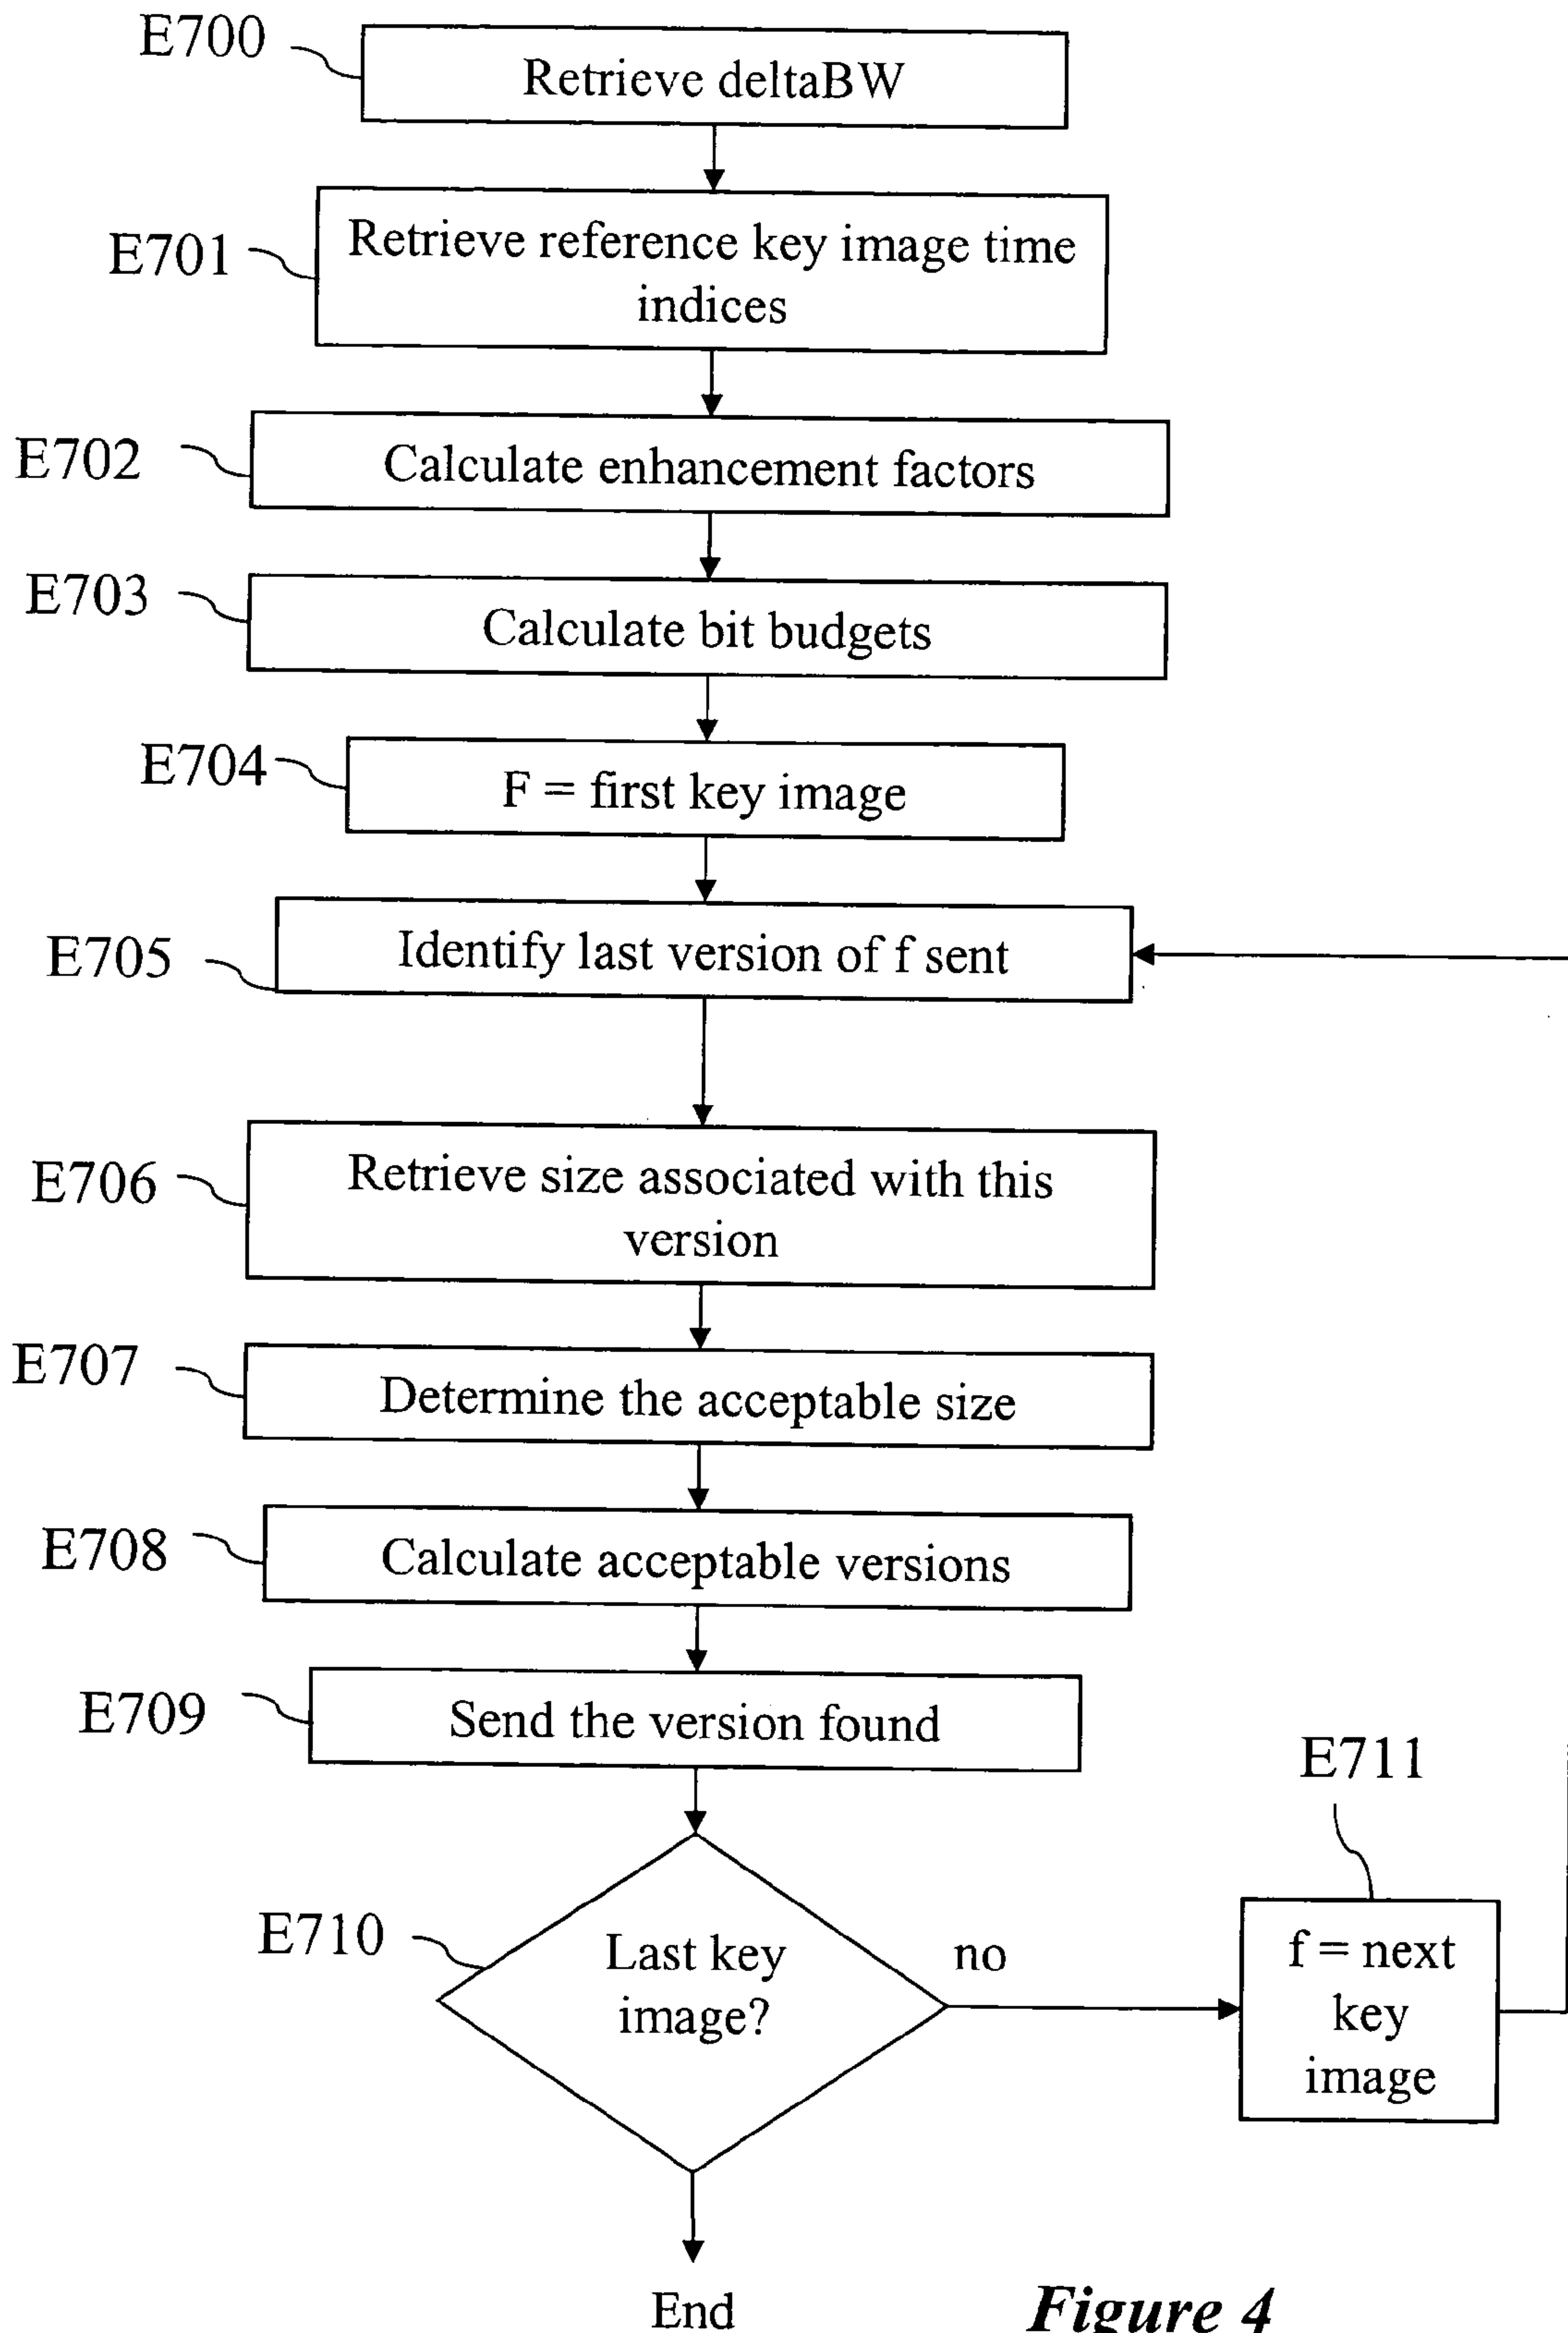 E700
Retrieve deltaBW
E701
Retrieve reference key image time
indices
E702
Calculate enhancement factors
E703
Calculate bit budgets
E704
F = first key image
E705
Identify last version of f sent
E706
Retrieve size associated with this
version
E707
Determine the acceptable size
E708
Calculate acceptable versions
E709
Send the version found
E710
Last key
image?
no
E711
f = next
key
image
End
Figure 4